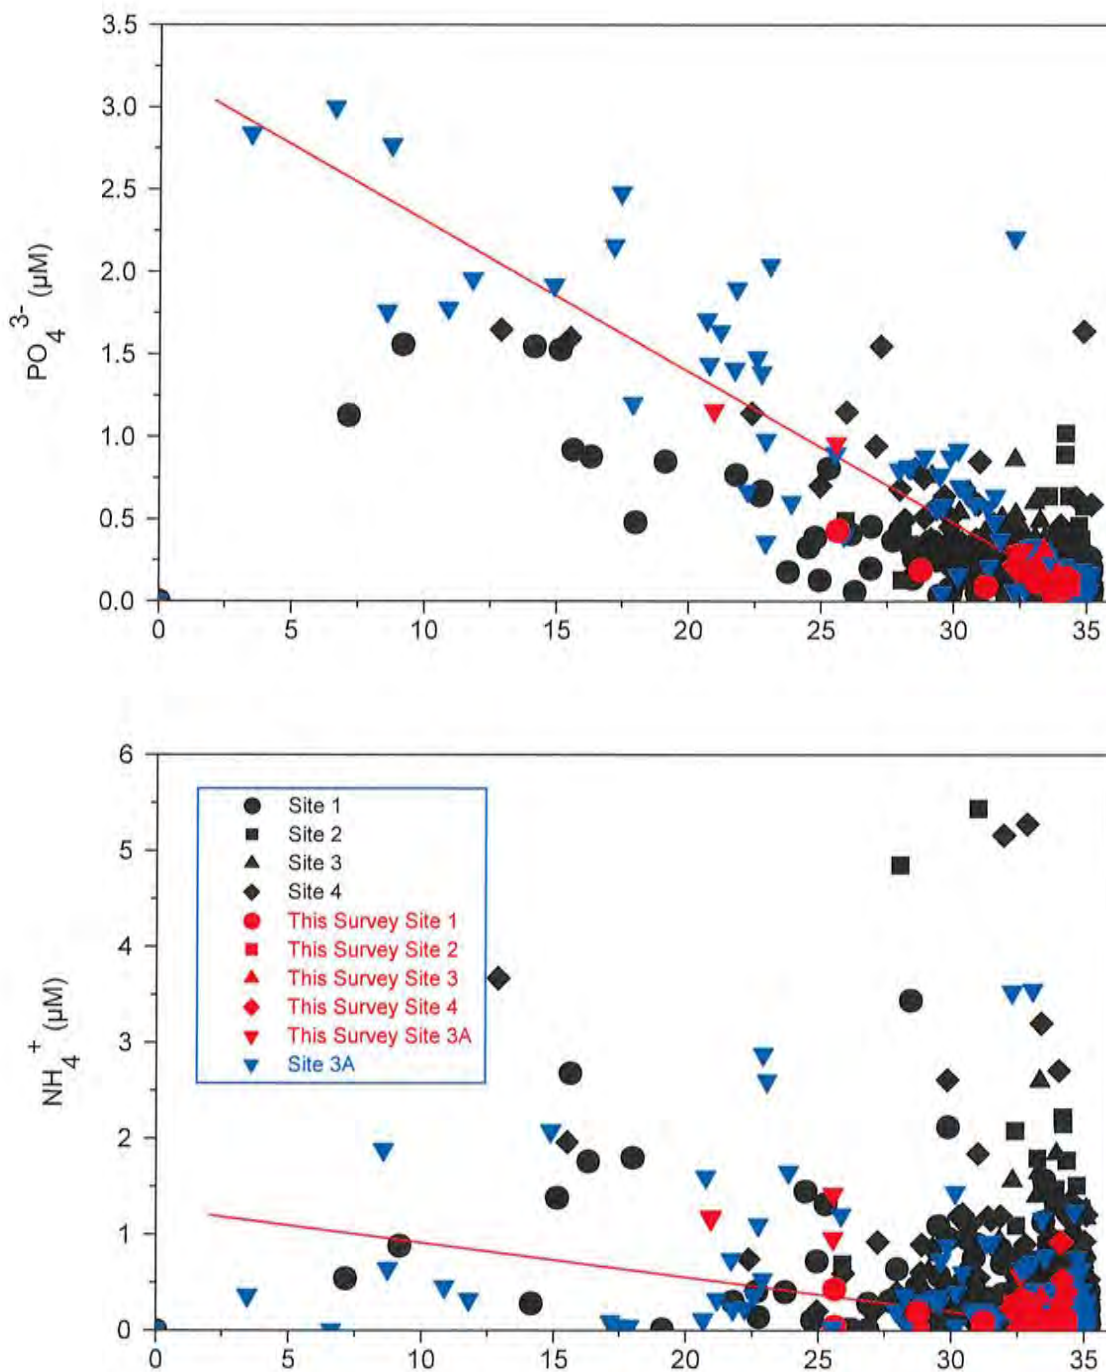 3.5
3.0
2.5
2.0
1.5
1.0
0.5
0.0
PO4 3- (µM)
0 5 10 15 20 25 30 35
6
5
4
3
2
1
0
NH4 + (µM)
Site 1
Site 2
Site 3
Site 4
This Survey Site 1
This Survey Site 2
This Survey Site 3
This Survey Site 4
This Survey Site 3A
Site 3A
0 5 10 15 20 25 30 35